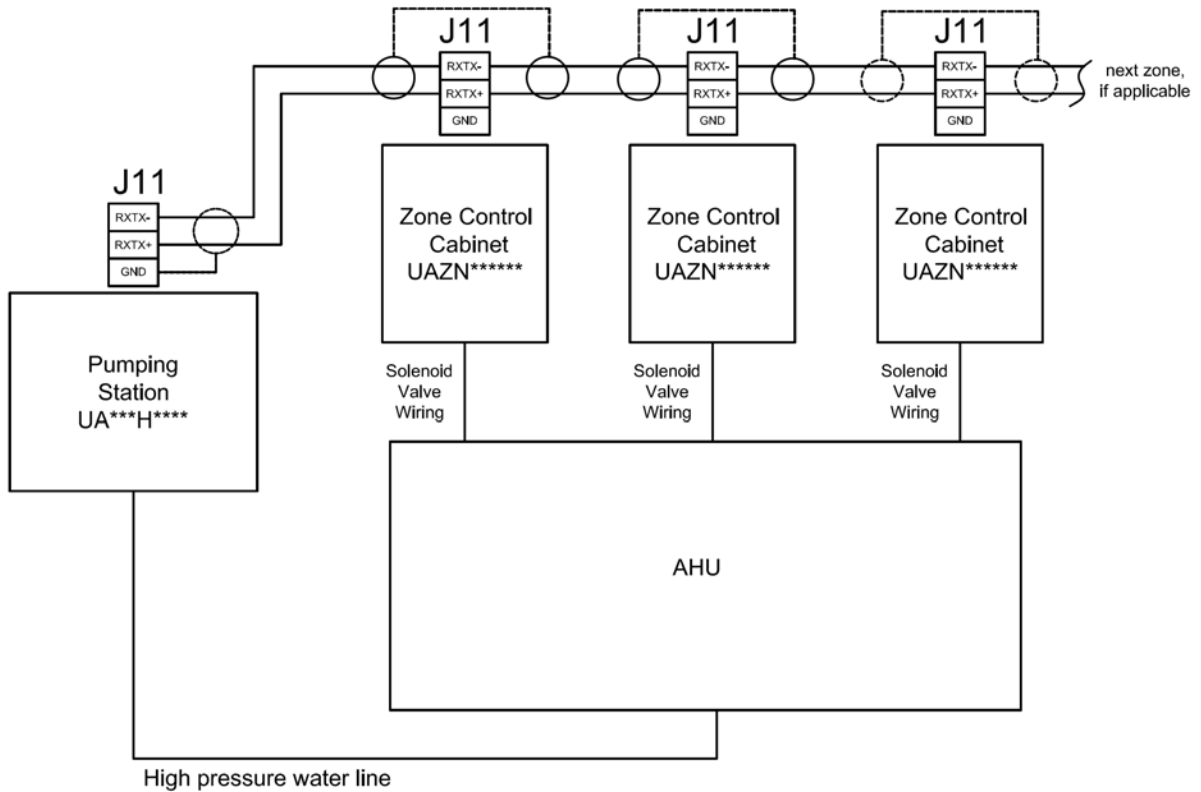 J11
J11
J11
RXTX-
RXTX+
GND
RXTX-
RXTX+
GND
RXTX-
RXTX+
GND
next zone,
if applicable
J11
RXTX-
RXTX+
GND
Zone Control
Cabinet
UAZN******
Zone Control
Cabinet
UAZN******
Zone Control
Cabinet
UAZN******
Pumping
Station
UA***H****
Solenoid
Valve
Wiring
Solenoid
Valve
Wiring
Solenoid
Valve
Wiring
AHU
High pressure water line